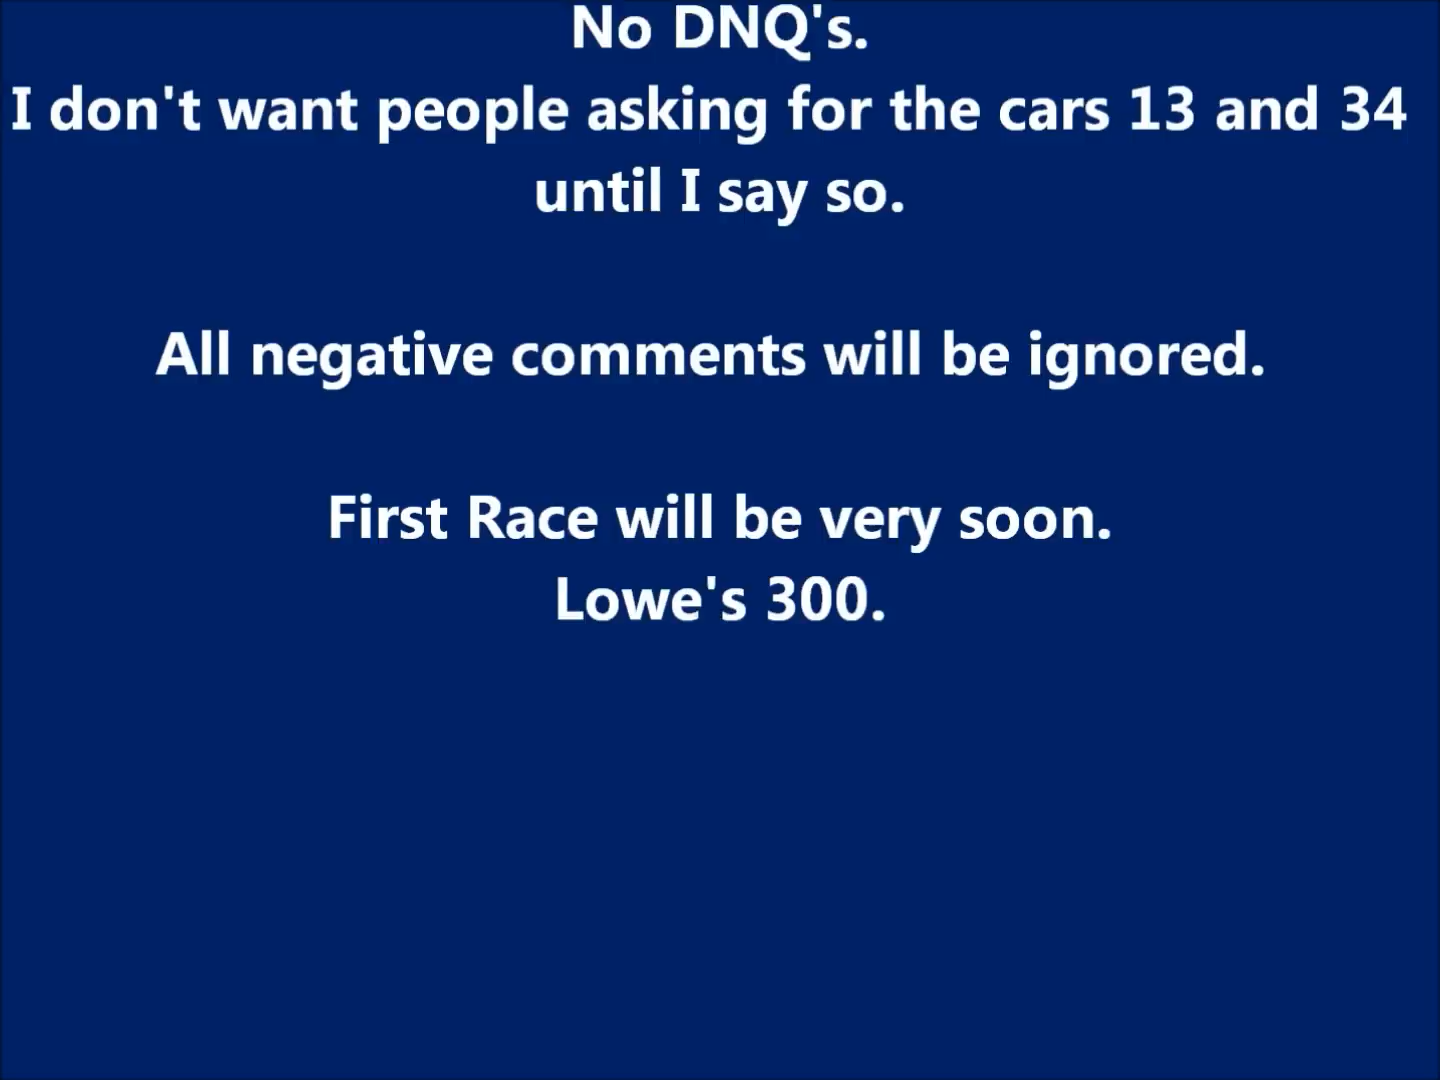 No DNQ's.
I don't want people asking for the cars 13 and 34
until I say so.
All negative comments will be ignored.
First Race will be very soon.
Lowe's 300.